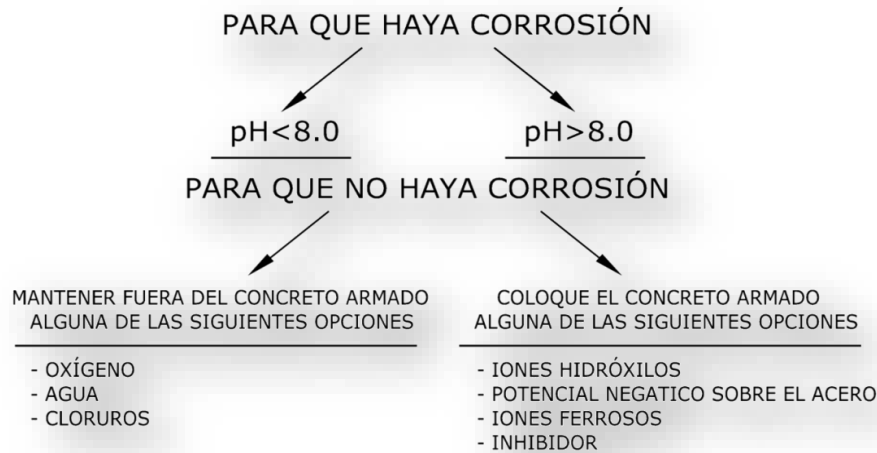 PARA QUE HAYA CORROSIÓN
pH<8.0
pH>8.0
PARA QUE NO HAYA CORROSIÓN
MANTENER FUERA DEL CONCRETO ARMADO
ALGUNA DE LAS SIGUIENTES OPCIONES
- OXÍGENO
- AGUA
- CLORUROS
COLOQUE EL CONCRETO ARMADO
ALGUNA DE LAS SIGUIENTES OPCIONES
- IONES HIDRÓXILOS
- POTENCIAL NEGATICO SOBRE EL ACERO
- IONES FERROSOS
- INHIBIDOR